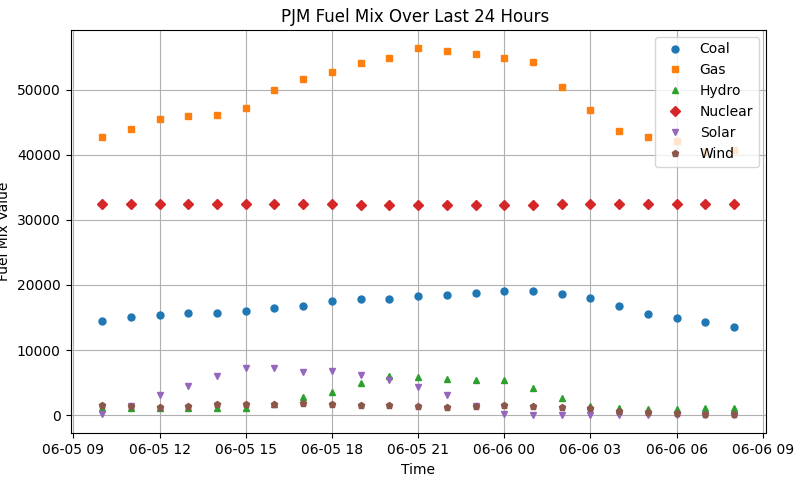 PJM Fuel Mix Over Last 24 Hours
Coal
Gas
Hydro
Nuclear
Solar
Wind
50000
40000
30000
20000
10000
0
Fuel Mix Value
06-05 09
06-05 12
06-05 15
06-05 18
06-05 21
06-06 00
06-06 03
06-06 06
06-06 09
Time